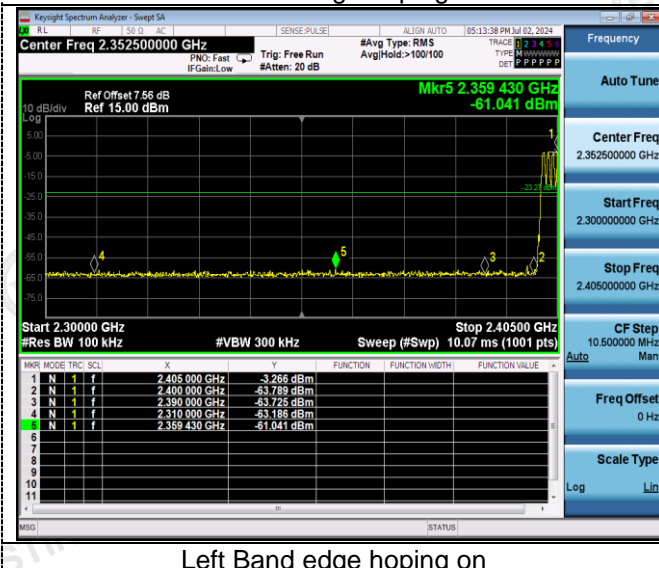 Keysight Spectrum Analyzer - Swept SA
RL RF 50 Ω AC SENSE:PULSE ALIGN AUTO 05:13:38 PM Jul 02, 2024
Center Freq 2.352500000 GHz
PNO: Fast
IFGain:Low
Trig: Free Run
#Atten: 20 dB
#Avg Type: RMS
Avg|Hold:>100/100
TRACE 1 2 3 4 5 6
TYPE M W W W W W
DET P P P P P P
Ref Offset 7.56 dB
10 dB/div Ref 15.00 dBm
Log
Mkr5 2.359 430 GHz
-61.041 dBm
5.00
-5.00
-15.0
-25.0
-35.0
-45.0
-55.0
-65.0
-75.0
1
-23.27 dBm
4
5
3
2
Start 2.30000 GHz Stop 2.40500 GHz
#Res BW 100 kHz #VBW 300 kHz Sweep (#Swp) 10.07 ms (1001 pts)
MKR MODE TRC SCL X Y FUNCTION FUNCTION WIDTH FUNCTION VALUE
1 N 1 f 2.405 000 GHz -3.266 dBm
2 N 1 f 2.400 000 GHz -63.789 dBm
3 N 1 f 2.390 000 GHz -63.725 dBm
4 N 1 f 2.310 000 GHz -63.186 dBm
5 N 1 f 2.359 430 GHz -61.041 dBm
6
7
8
9
10
11
MSG STATUS
Frequency
Auto Tune
Center Freq
2.352500000 GHz
Start Freq
2.300000000 GHz
Stop Freq
2.405000000 GHz
CF Step
10.500000 MHz
Auto Man
Freq Offset
0 Hz
Scale Type
Log Lin
Left Band edge hoping on